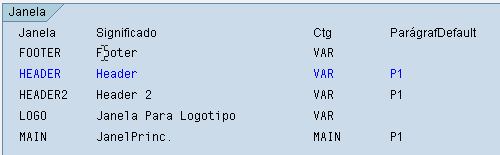 Janela
Janela Significado Ctg ParágrafDefault
FOOTER Footer VAR
HEADER Header VAR P1
HEADER2 Header 2 VAR P1
LOGO Janela Para Logotipo VAR
MAIN JanelPrinc. MAIN P1